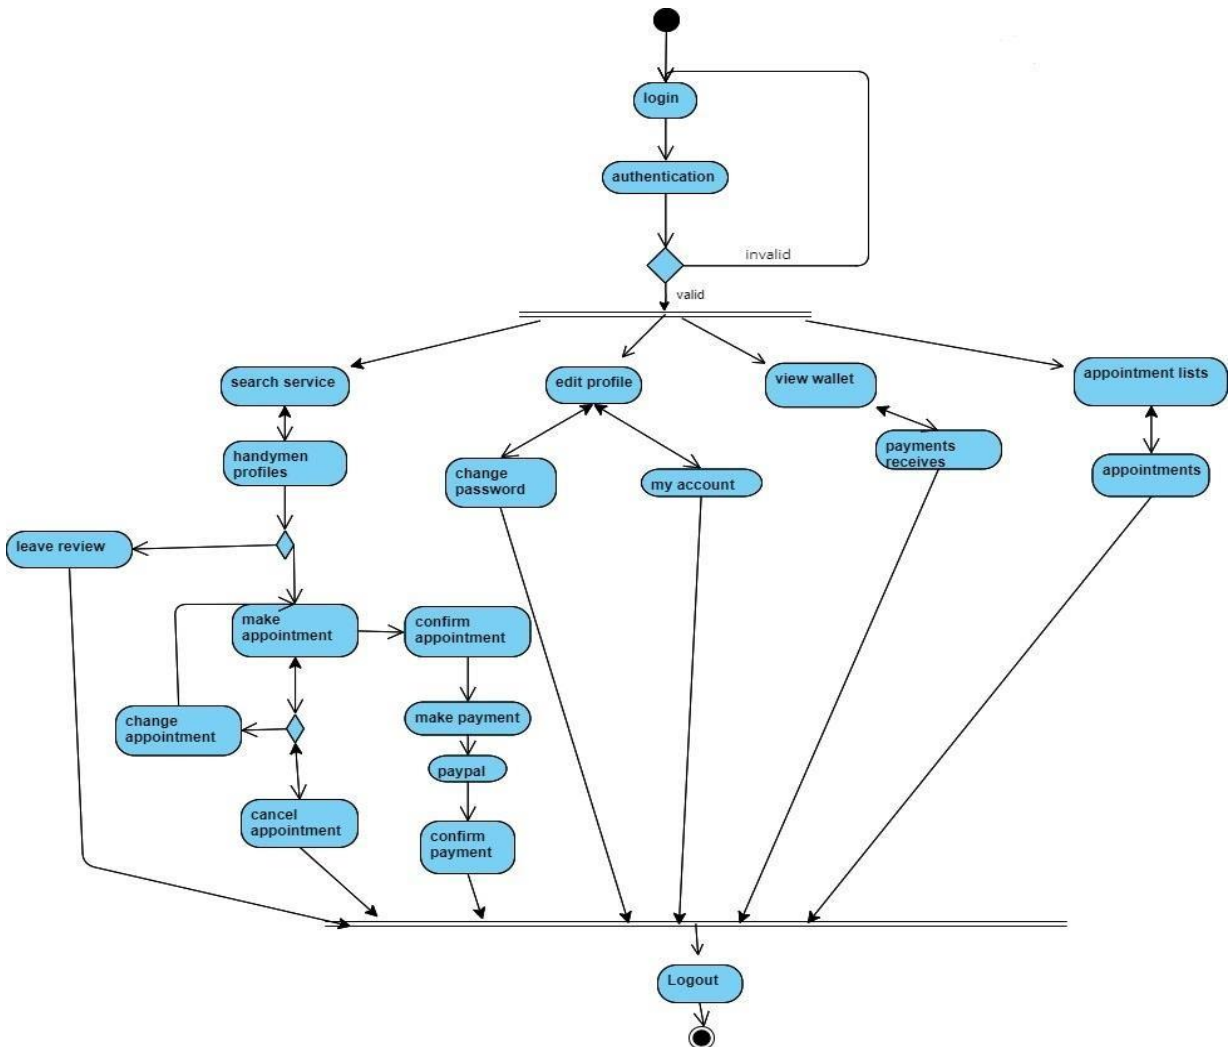 login
authentication
invalid
valid
search service
edit profile
view wallet
appointment lists
handymen
profiles
change
password
my account
payments
receives
appointments
leave review
make
appointment
confirm
appointment
change
appointment
make payment
paypal
cancel
appointment
confirm
payment
Logout